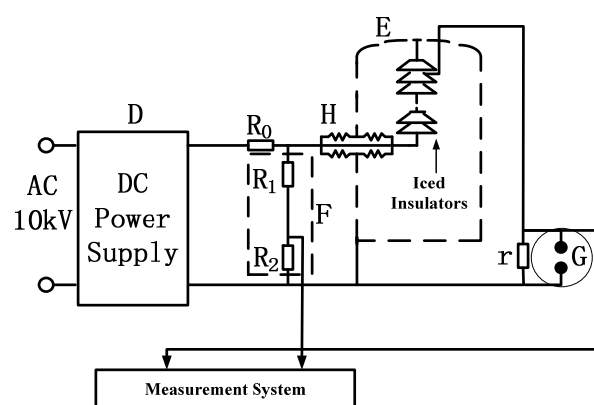 E
D
R0
H
AC
10kV
DC
Power
Supply
R1
F
Iced
Insulators
R2
r
G
Measurement System